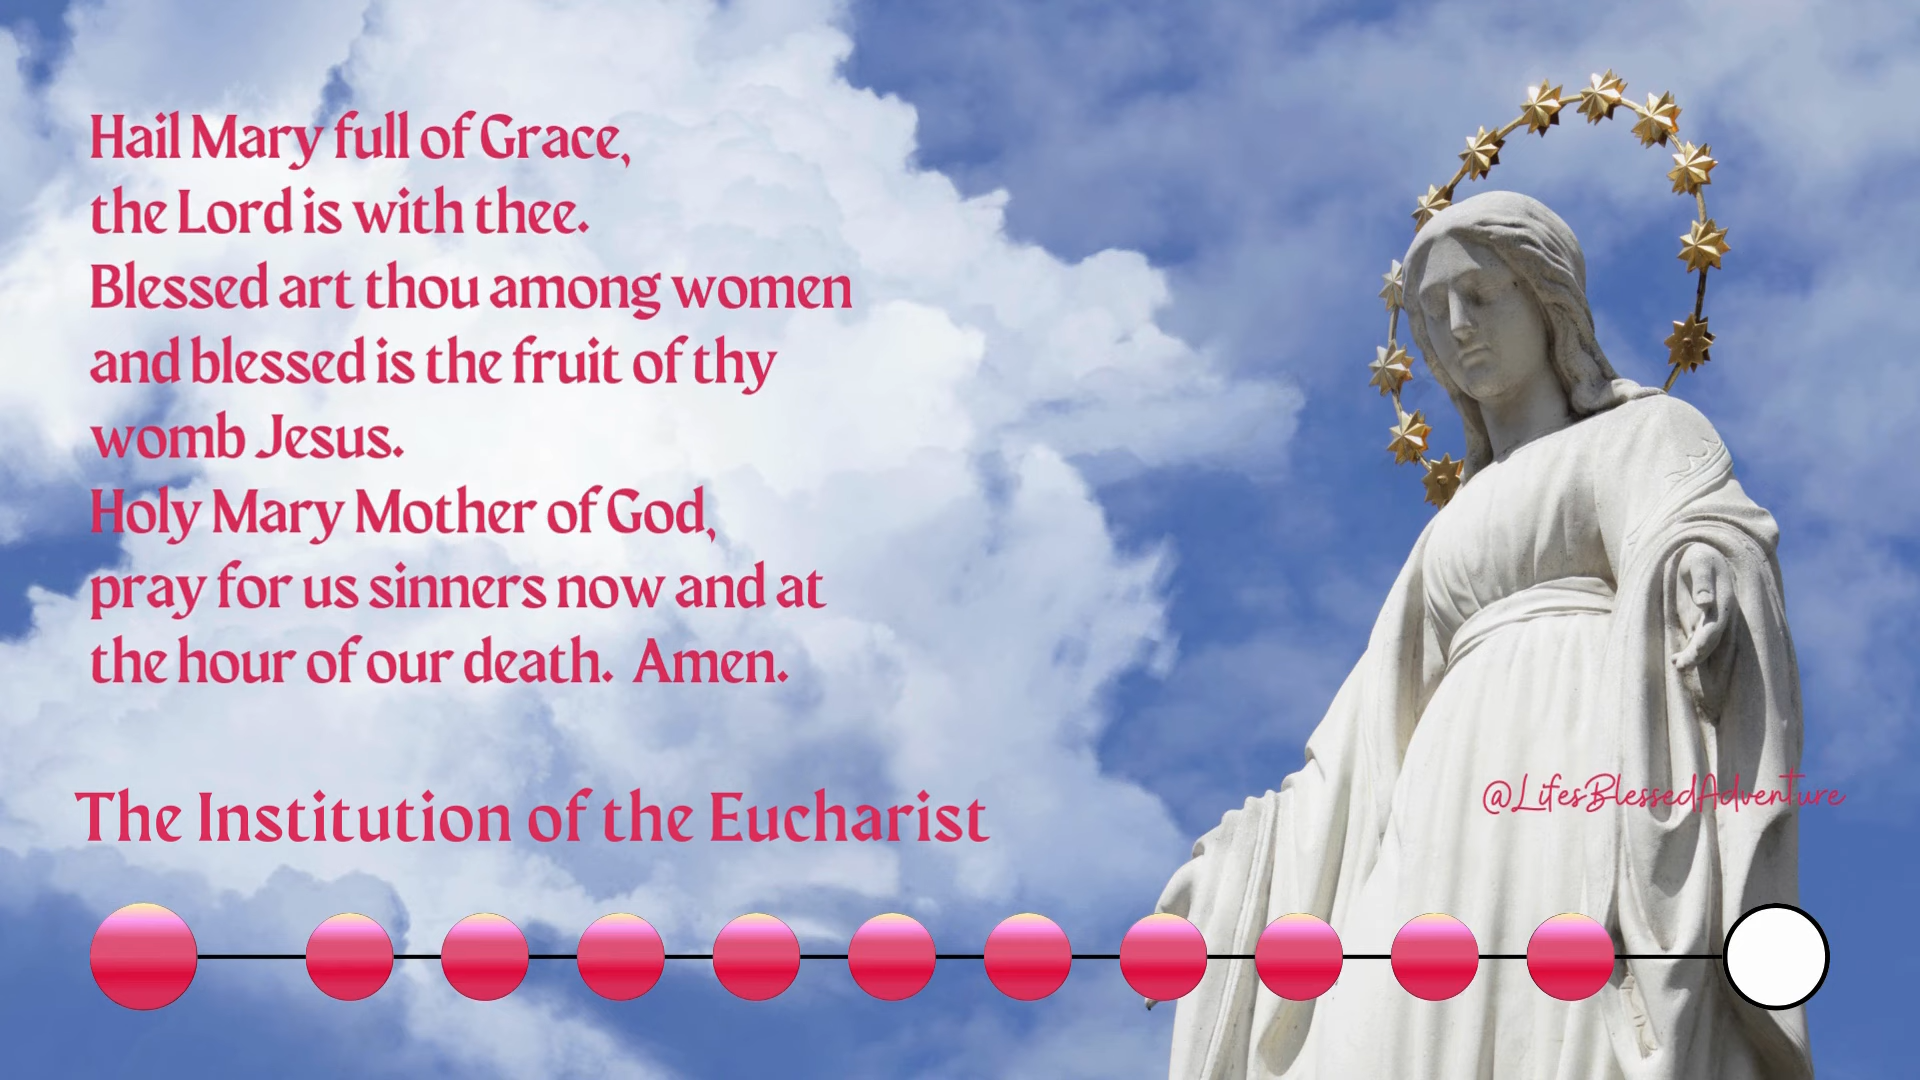 Hail Mary full of Grace,
the Lord is with thee.
Blessed art thou among women
and blessed is the fruit of thy
womb Jesus.
Holy Mary Mother of God,
pray for us sinners now and at
the hour of our death.  Amen.
The Institution of the Eucharist
@LifesBlessedAdventure